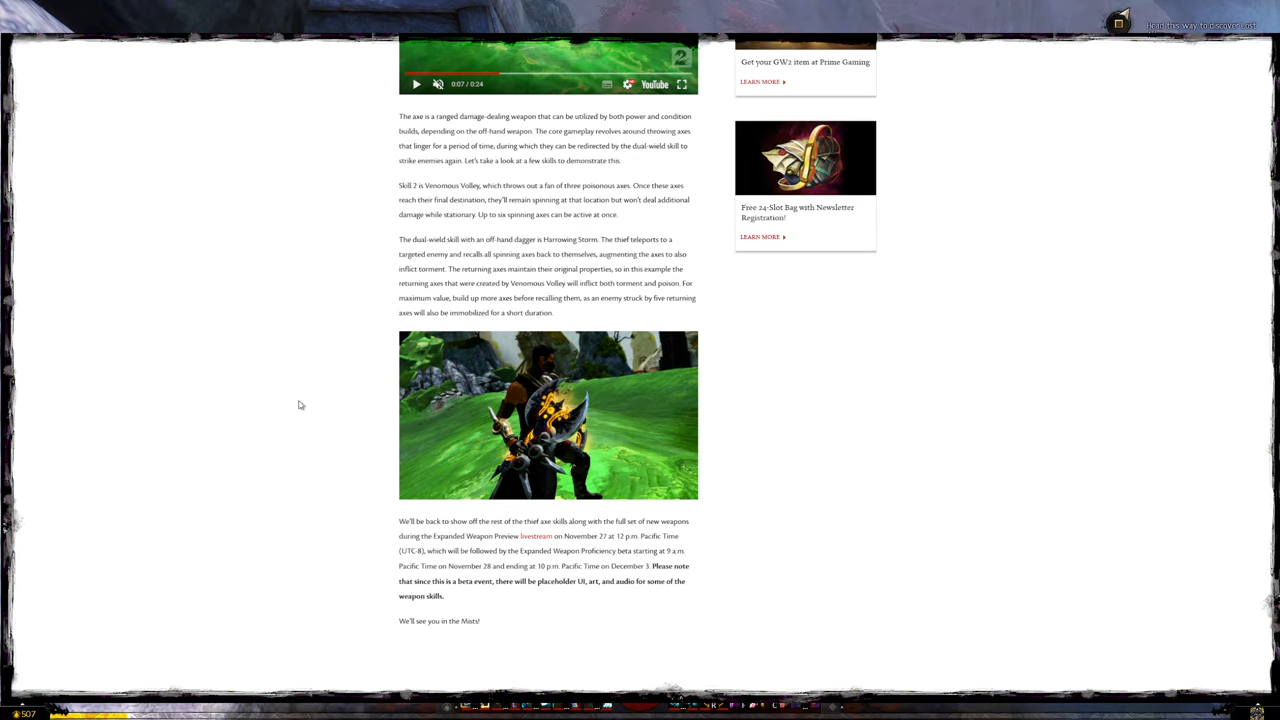 Head this way to discover Lost
2
0:07 / 0:24
YouTube
Get your GW2 item at Prime Gaming
LEARN MORE
The axe is a ranged damage-dealing weapon that can be utilized by both power and condition
builds, depending on the off-hand weapon. The core gameplay revolves around throwing axes
that linger for a period of time, during which they can be redirected by the dual-wield skill to
strike enemies again. Let's take a look at a few skills to demonstrate this.
Skill 2 is Venomous Volley, which throws out a fan of three poisonous axes. Once these axes
reach their final destination, they'll remain spinning at that location but won't deal additional
damage while stationary. Up to six spinning axes can be active at once.
Free 24-Slot Bag with Newsletter
Registration!
LEARN MORE
The dual-wield skill with an off-hand dagger is Harrowing Storm. The thief teleports to a
targeted enemy and recalls all spinning axes back to themselves, augmenting the axes to also
inflict torment. The returning axes maintain their original properties, so in this example the
returning axes that were created by Venomous Volley will inflict both torment and poison. For
maximum value, build up more axes before recalling them, as an enemy struck by five returning
axes will also be immobilized for a short duration.
We'll be back to show off the rest of the thief axe skills along with the full set of new weapons
during the Expanded Weapon Preview livestream on November 27 at 12 p.m. Pacific Time
(UTC-8), which will be followed by the Expanded Weapon Proficiency beta starting at 9 a.m.
Pacific Time on November 28 and ending at 10 p.m. Pacific Time on December 3. Please note
that since this is a beta event, there will be placeholder UI, art, and audio for some of the
weapon skills.
We'll see you in the Mists!
507